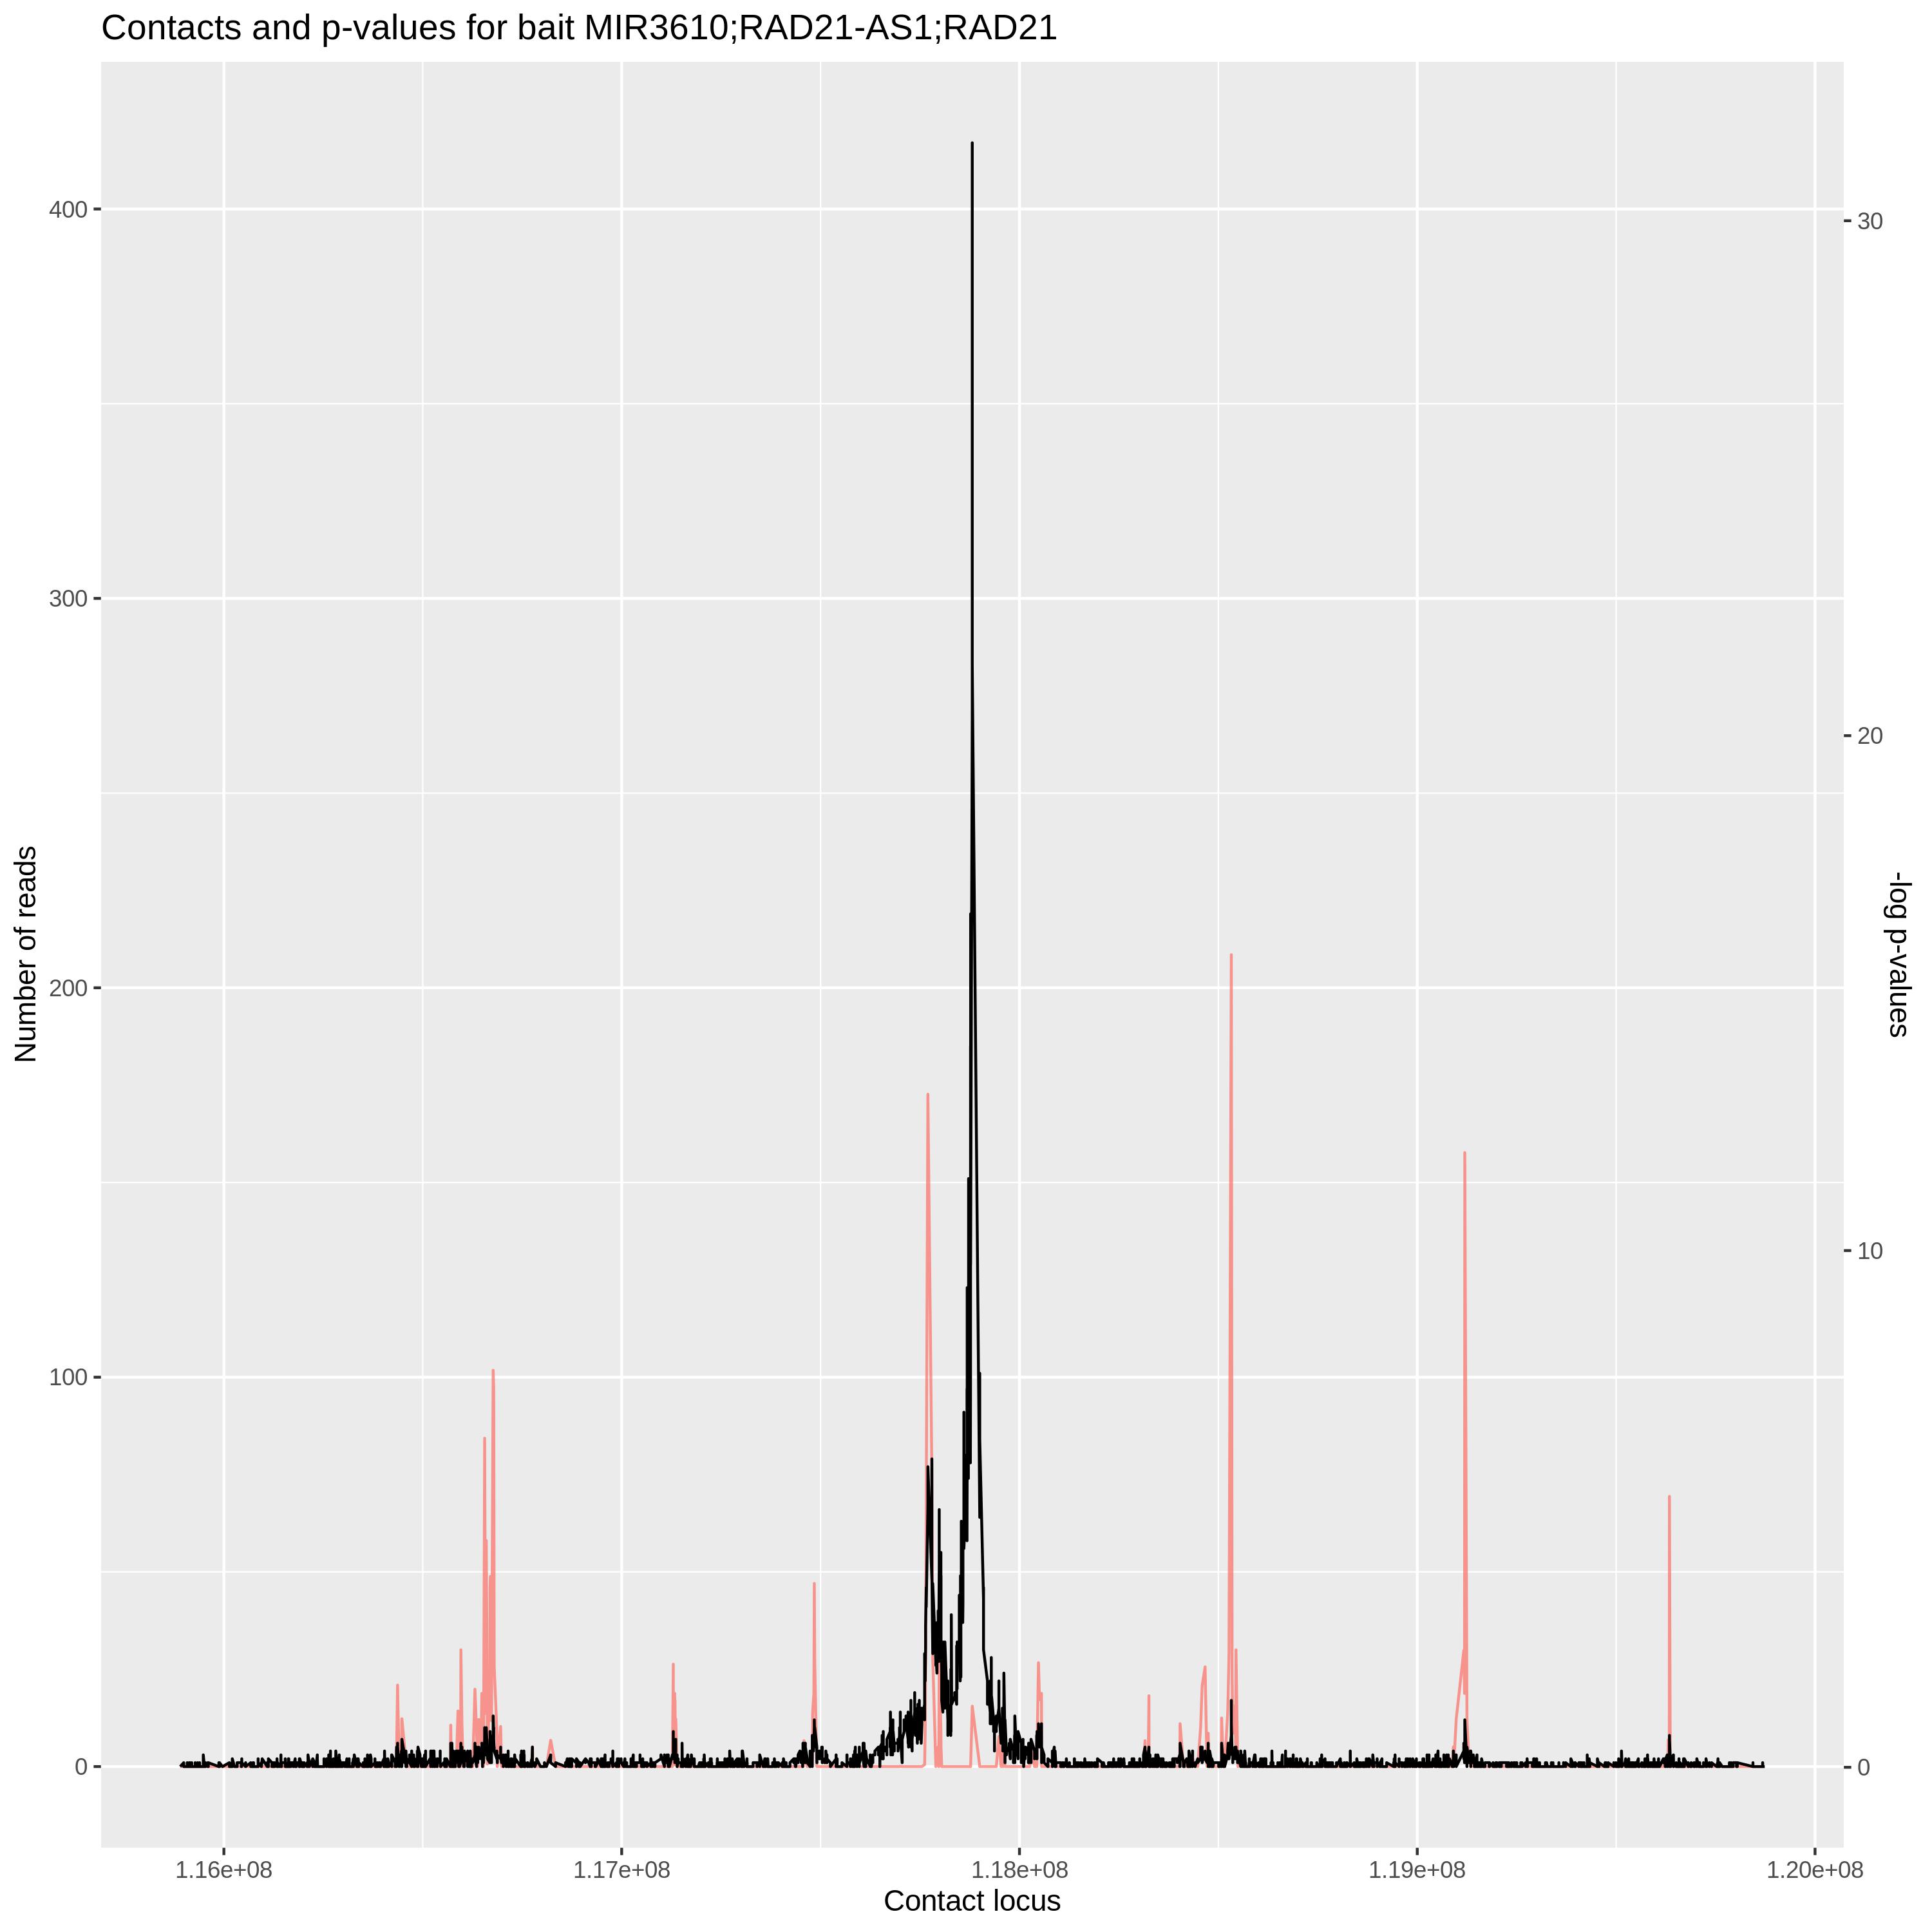 Contacts and p-values for bait MIR3610;RAD21-AS1;RAD21
400
300
200
100
0
30
20
10
0
Number of reads
-log p-values
1.16e+08
1.17e+08
1.18e+08
1.19e+08
1.20e+08
Contact locus